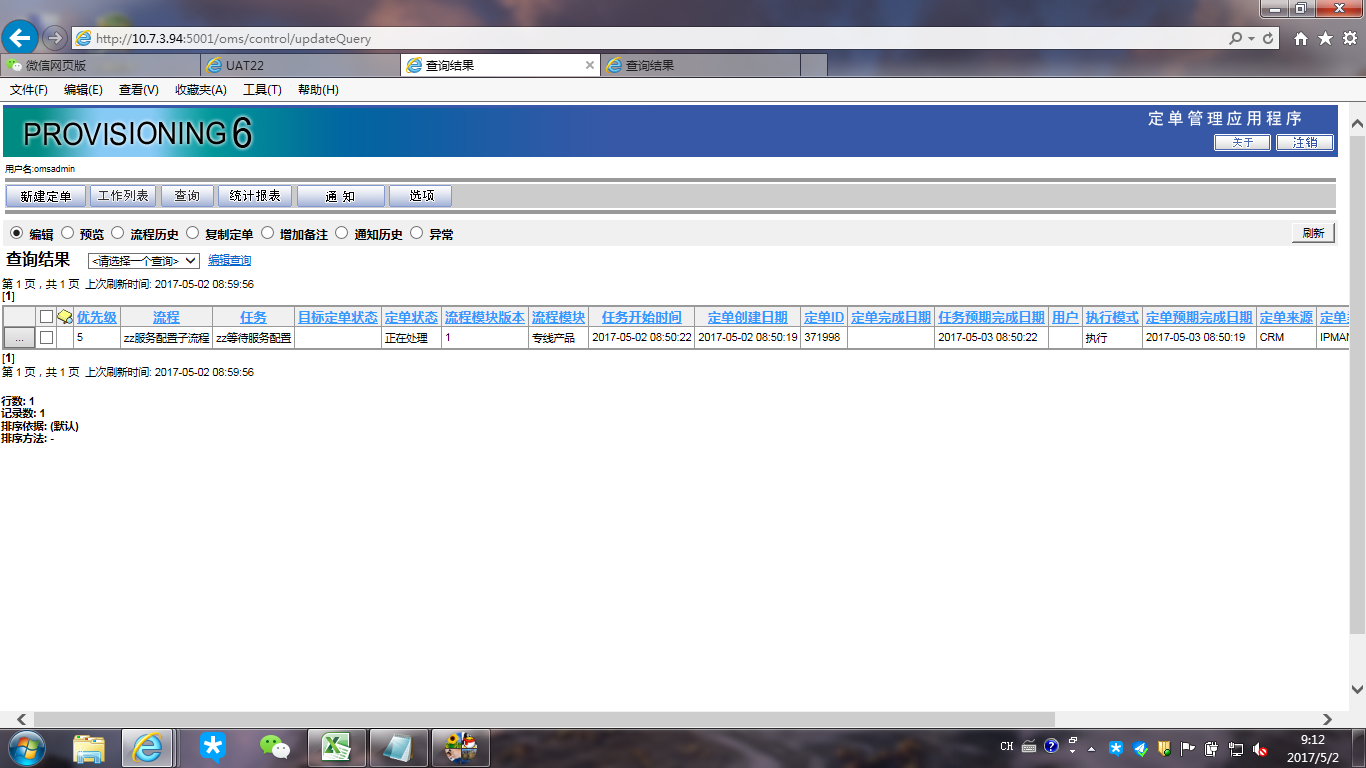 http://10.7.3.94:5001/oms/control/updateQuery
微信网页版 UAT22 查询结果 查询结果
文件(F) 编辑(E) 查看(V) 收藏夹(A) 工具(T) 帮助(H)
PROVISIONING 6 定单管理应用程序
关于 注销
用户名:omsadmin
新建定单 工作列表 查询 统计报表 通 知 选项
编辑 预览 流程历史 复制定单 增加备注 通知历史 异常 刷新
查询结果 <请选择一个查询> 编辑查询
第 1 页 , 共 1 页 上次刷新时间: 2017-05-02 08:59:56
[1]
优先级 流程 任务 目标定单状态 定单状态 流程模块版本 流程模块 任务开始时间 定单创建日期 定单ID 定单完成日期 任务预期完成日期 用户 执行模式 定单预期完成日期 定单来源 定单
... 5 zz服务配置子流程 zz等待服务配置 正在处理 1 专线产品 2017-05-02 08:50:22 2017-05-02 08:50:19 371998 2017-05-03 08:50:22 执行 2017-05-03 08:50:19 CRM IPMAN
[1]
第 1 页 , 共 1 页 上次刷新时间: 2017-05-02 08:59:56
行数: 1
记录数: 1
排序依据: (默认)
排序方法: -
CH 9:12
2017/5/2